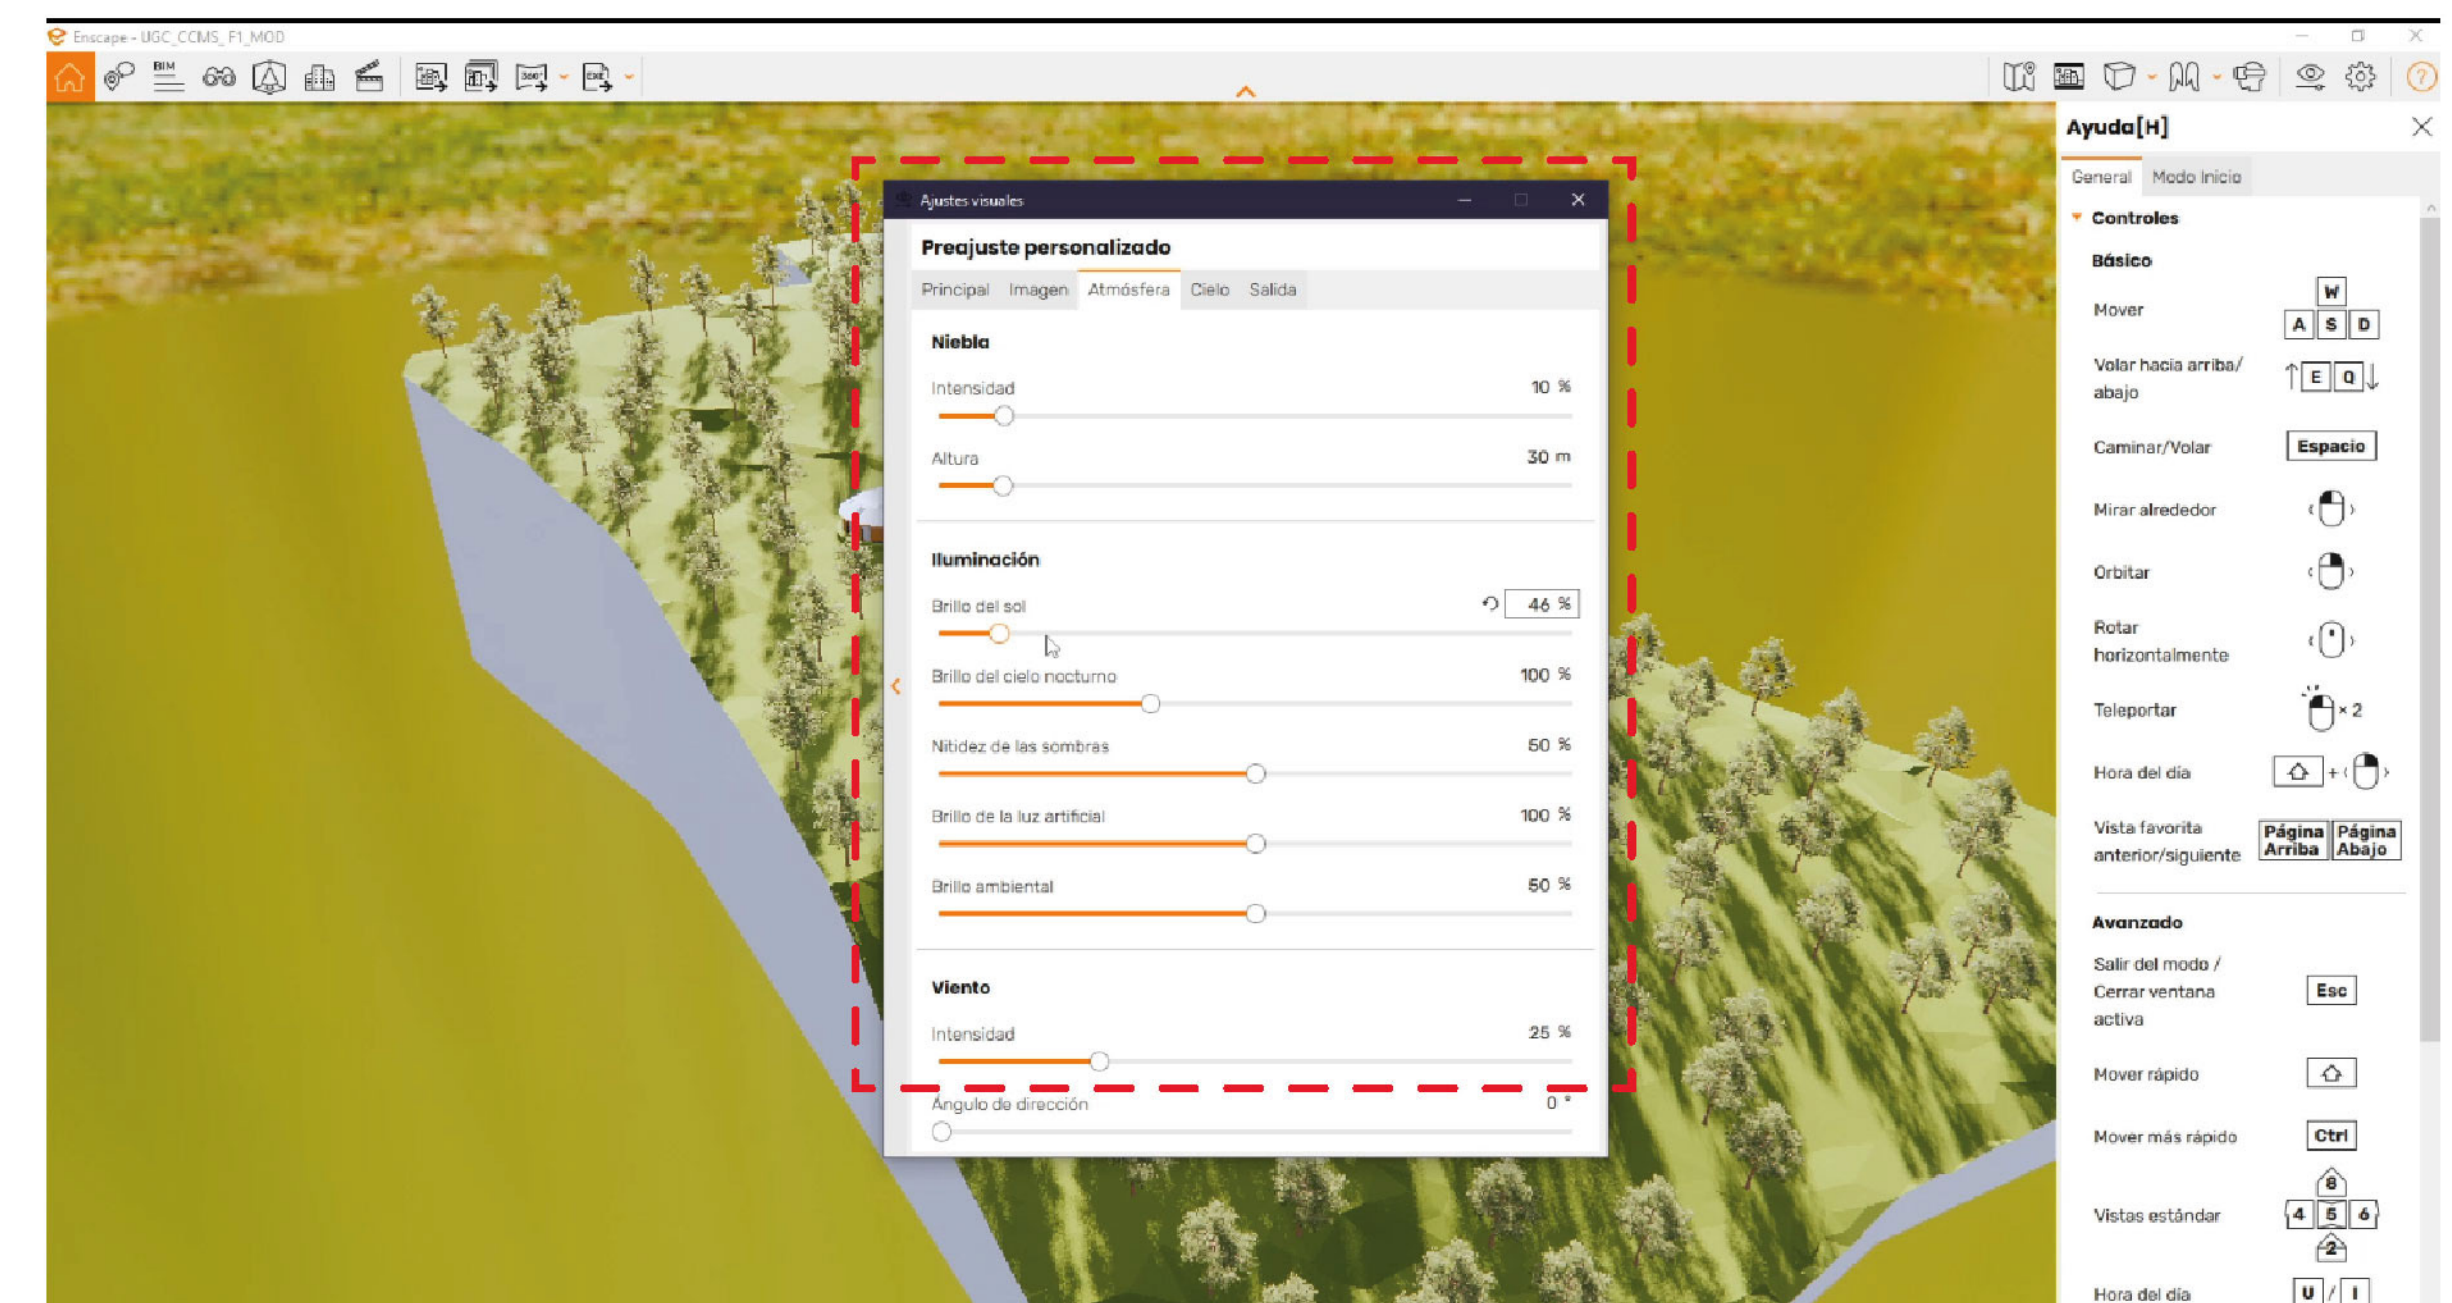 Enscape - UGC_CCMS_F1_MOD
BIM
360°
EXE
?
Ayuda[H]
General Modo Inicio
Controles
Básico
Mover
W
A S D
Volar hacia arriba/
abajo
E Q
Caminar/Volar
Espacio
Mirar alrededor
Orbitar
Rotar
horizontalmente
Teleportar
× 2
Hora del día
+
Vista favorita
anterior/siguiente
Página
Arriba
Página
Abajo
Avanzado
Salir del modo /
Cerrar ventana
activa
Esc
Mover rápido
Mover más rápido
Ctrl
Vistas estándar
8
4 5 6
2
Hora del día
U / I
Ajustes visuales
Preajuste personalizado
Principal Imagen Atmósfera Cielo Salida
Niebla
Intensidad 10 %
Altura 30 m
Iluminación
Brillo del sol 46 %
Brillo del cielo nocturno 100 %
Nitidez de las sombras 50 %
Brillo de la luz artificial 100 %
Brillo ambiental 50 %
Viento
Intensidad 25 %
Ángulo de dirección 0 °